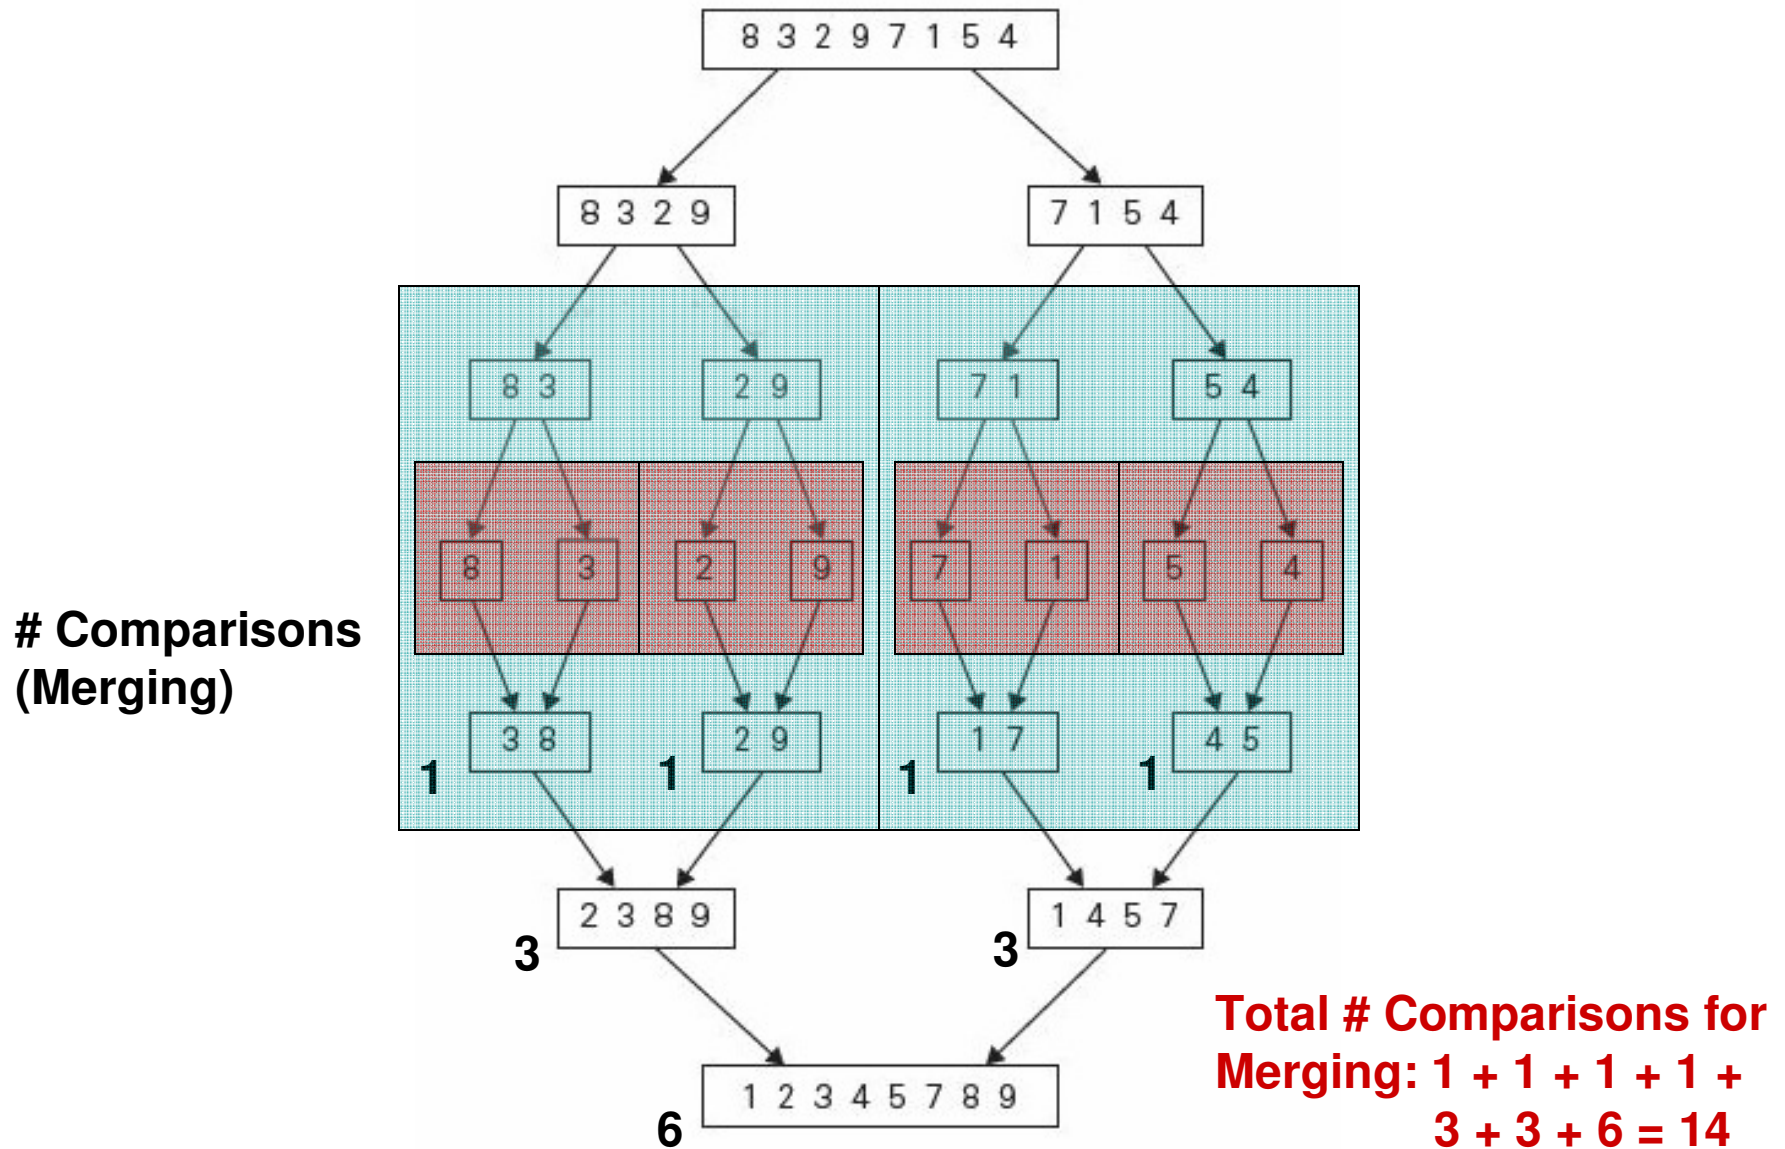 8 3 2 9 7 1 5 4
8 3 2 9
7 1 5 4
8 3
2 9
7 1
5 4
8
3
2
9
7
1
5
4
# Comparisons
(Merging)
3 8
2 9
1 7
4 5
1
1
1
1
2 3 8 9
1 4 5 7
3
3
1 2 3 4 5 7 8 9
6
Total # Comparisons for
Merging: 1 + 1 + 1 + 1 +
3 + 3 + 6 = 14